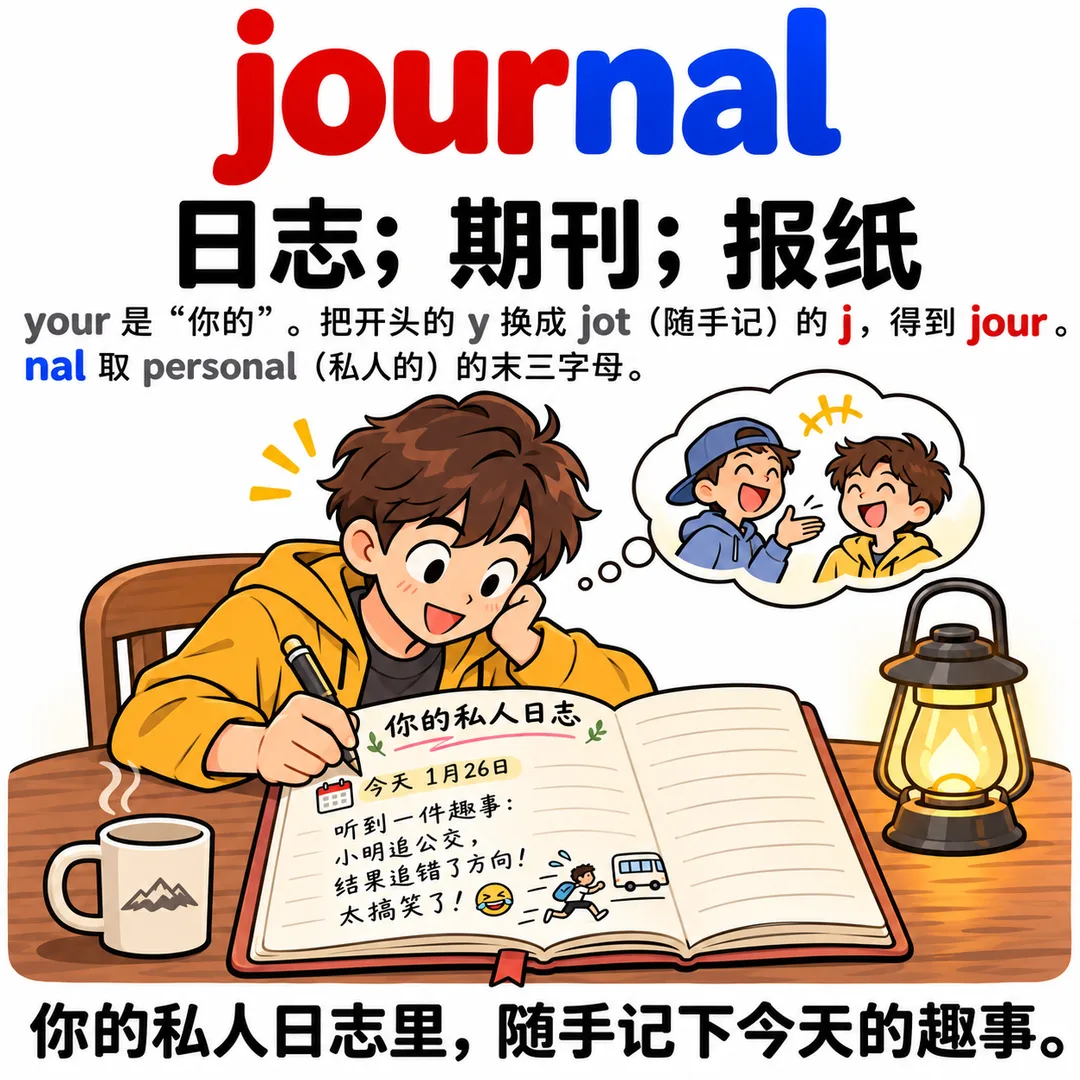 journal
日志；期刊；报纸
your 是“你的”。把开头的 y 换成 jot（随手记）的 j，得到 jour。
nal 取 personal（私人的）的末三字母。
你的私人日志
今天 1月26日
听到一件趣事：
小明追公交，
结果追错了方向！
太搞笑了！
你的私人日志里，随手记下今天的趣事。